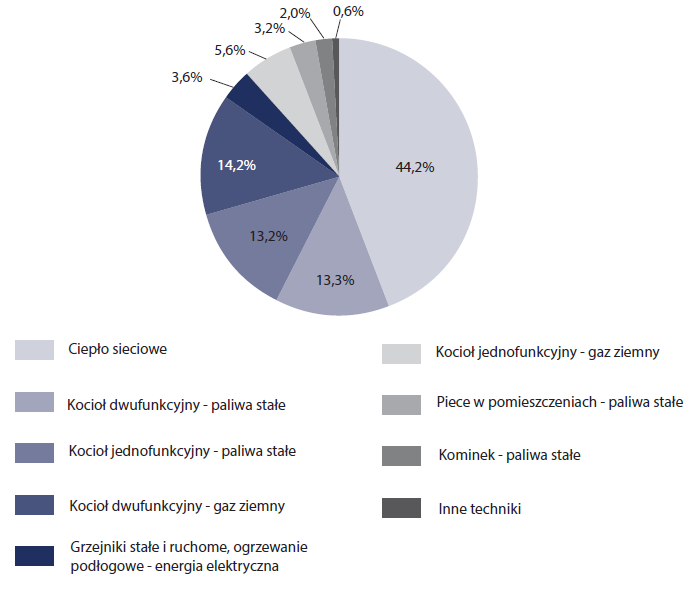 2,0%
0,6%
3,2%
5,6%
3,6%
44,2%
14,2%
13,2%
13,3%
Ciepło sieciowe
Kocioł dwufunkcyjny - paliwa stałe
Kocioł jednofunkcyjny - paliwa stałe
Kocioł dwufunkcyjny - gaz ziemny
Grzejniki stałe i ruchome, ogrzewanie
podłogowe - energia elektryczna
Kocioł jednofunkcyjny - gaz ziemny
Piece w pomieszczeniach - paliwa stałe
Kominek - paliwa stałe
Inne techniki